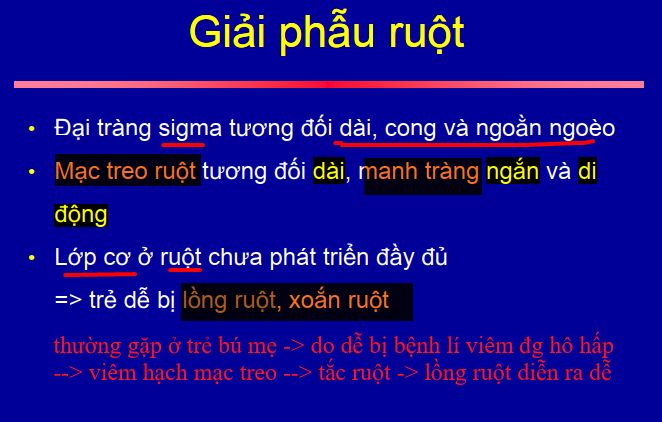 Giải phẫu ruột
• Đại tràng sigma tương đối dài, cong và ngoằn ngoèo
• Mạc treo ruột tương đối dài, manh tràng ngắn và di
động
• Lớp cơ ở ruột chưa phát triển đầy đủ
=> trẻ dễ bị lồng ruột, xoắn ruột
thường gặp ở trẻ bú mẹ -> do dễ bị bệnh lí viêm đg hô hấp
--> viêm hạch mạc treo --> tắc ruột -> lồng ruột diễn ra dễ